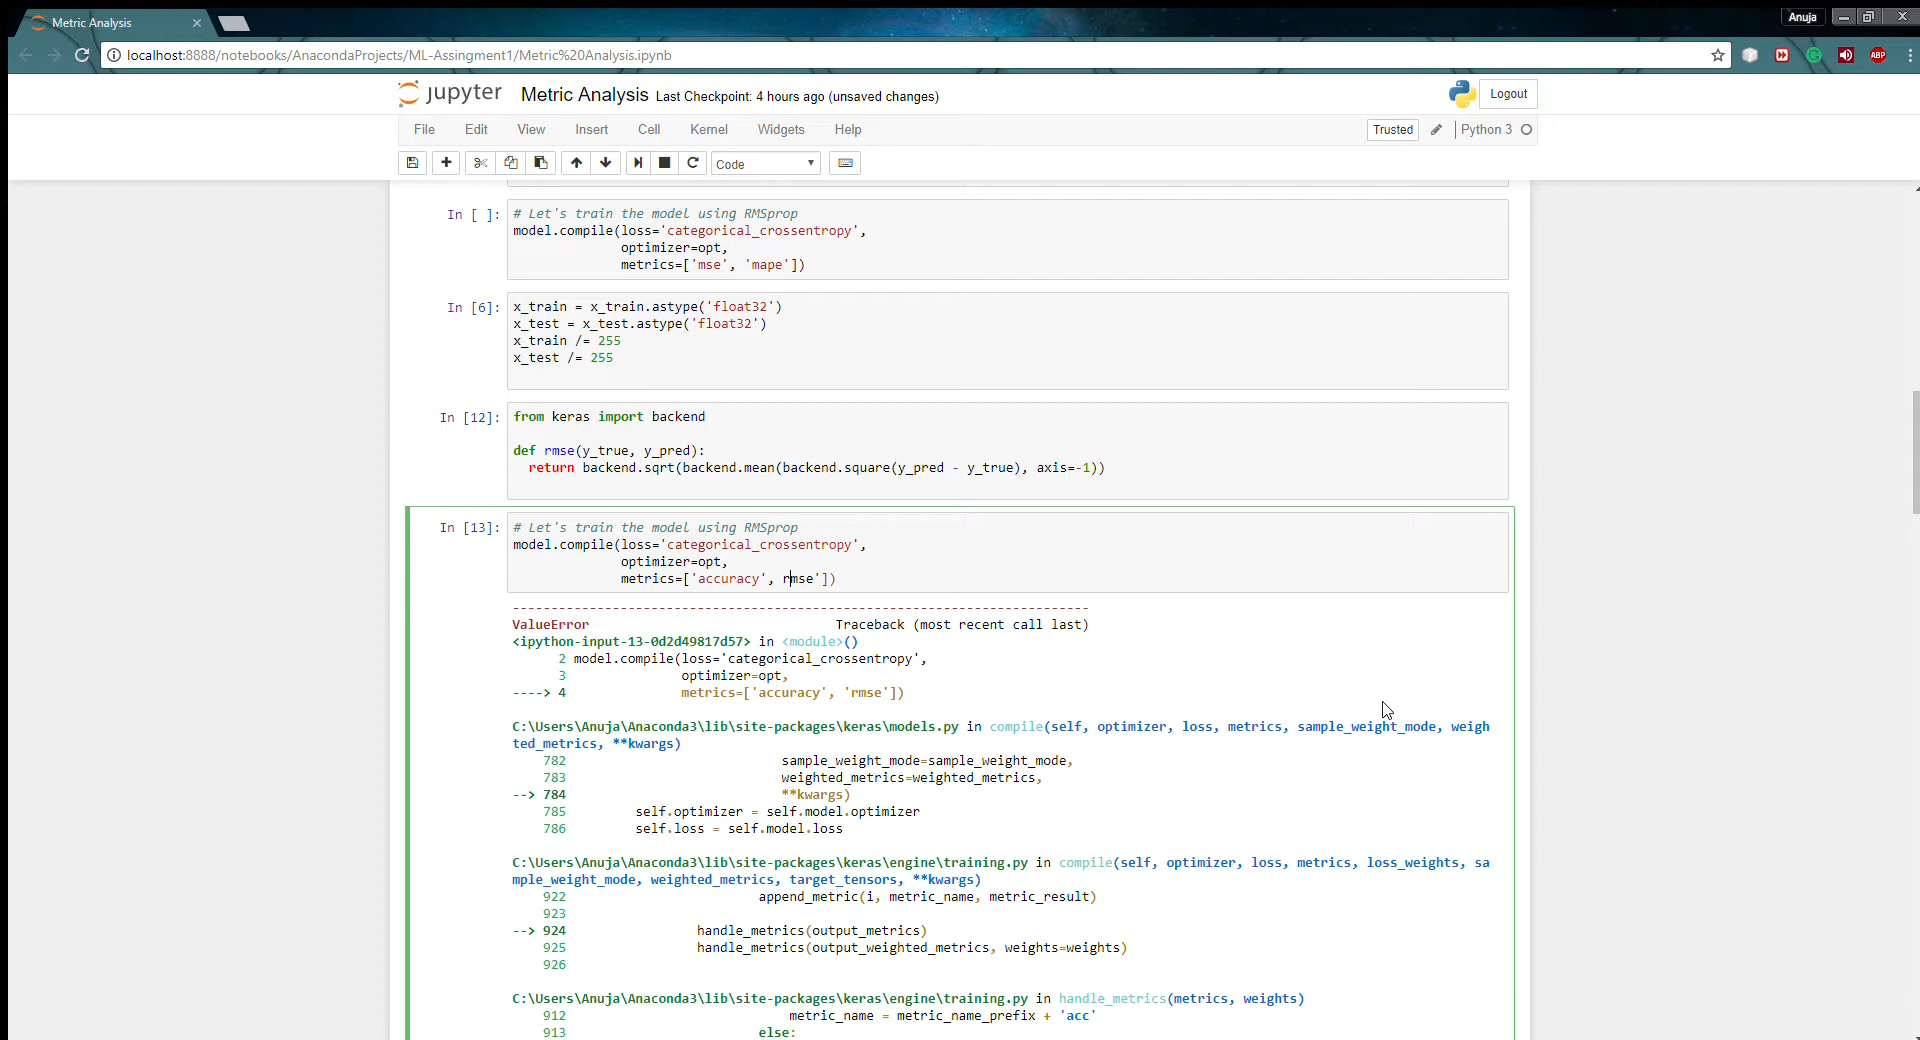 Metric Analysis
Anuja
localhost:8888/notebooks/AnacondaProjects/ML-Assingment1/Metric%20Analysis.ipynb
ABP
jupyter Metric Analysis Last Checkpoint: 4 hours ago (unsaved changes)
Logout
File Edit View Insert Cell Kernel Widgets Help
Trusted Python 3
Code
In [ ]: # Let's train the model using RMSprop
model.compile(loss='categorical_crossentropy',
optimizer=opt,
metrics=['mse', 'mape'])
In [6]: x_train = x_train.astype('float32')
x_test = x_test.astype('float32')
x_train /= 255
x_test /= 255
In [12]: from keras import backend
def rmse(y_true, y_pred):
return backend.sqrt(backend.mean(backend.square(y_pred - y_true), axis=-1))
In [13]: # Let's train the model using RMSprop
model.compile(loss='categorical_crossentropy',
optimizer=opt,
metrics=['accuracy', rmse'])
---------------------------------------------------------------------------
ValueError Traceback (most recent call last)
<ipython-input-13-0d2d49817d57> in <module>()
2 model.compile(loss='categorical_crossentropy',
3 optimizer=opt,
----> 4 metrics=['accuracy', 'rmse'])
C:\Users\Anuja\Anaconda3\lib\site-packages\keras\models.py in compile(self, optimizer, loss, metrics, sample_weight_mode, weigh
ted_metrics, **kwargs)
782 sample_weight_mode=sample_weight_mode,
783 weighted_metrics=weighted_metrics,
--> 784 **kwargs)
785 self.optimizer = self.model.optimizer
786 self.loss = self.model.loss
C:\Users\Anuja\Anaconda3\lib\site-packages\keras\engine\training.py in compile(self, optimizer, loss, metrics, loss_weights, sa
mple_weight_mode, weighted_metrics, target_tensors, **kwargs)
922 append_metric(i, metric_name, metric_result)
923
--> 924 handle_metrics(output_metrics)
925 handle_metrics(output_weighted_metrics, weights=weights)
926
C:\Users\Anuja\Anaconda3\lib\site-packages\keras\engine\training.py in handle_metrics(metrics, weights)
912 metric_name = metric_name_prefix + 'acc'
913 else: